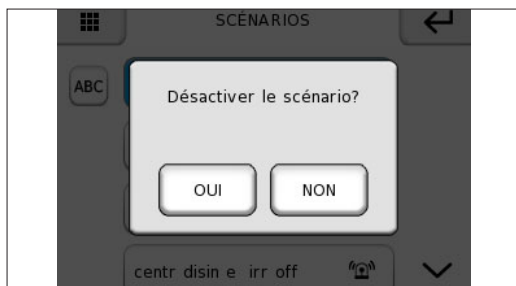 SCÉNARIOS
ABC
Désactiver le scénario?
OUI NON
centr disin e irr off